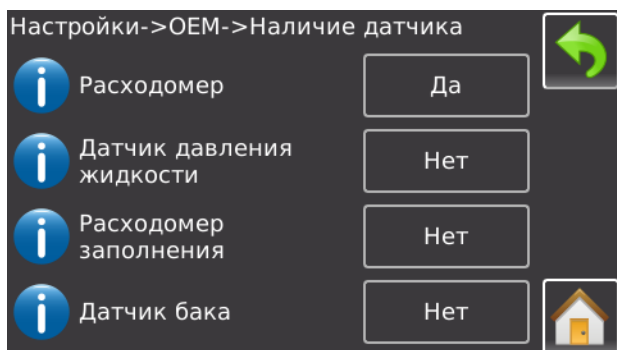 Настройки->OEM->Наличие датчика
Расходомер
Да
Датчик давления
жидкости
Нет
Расходомер
заполнения
Нет
Датчик бака
Нет